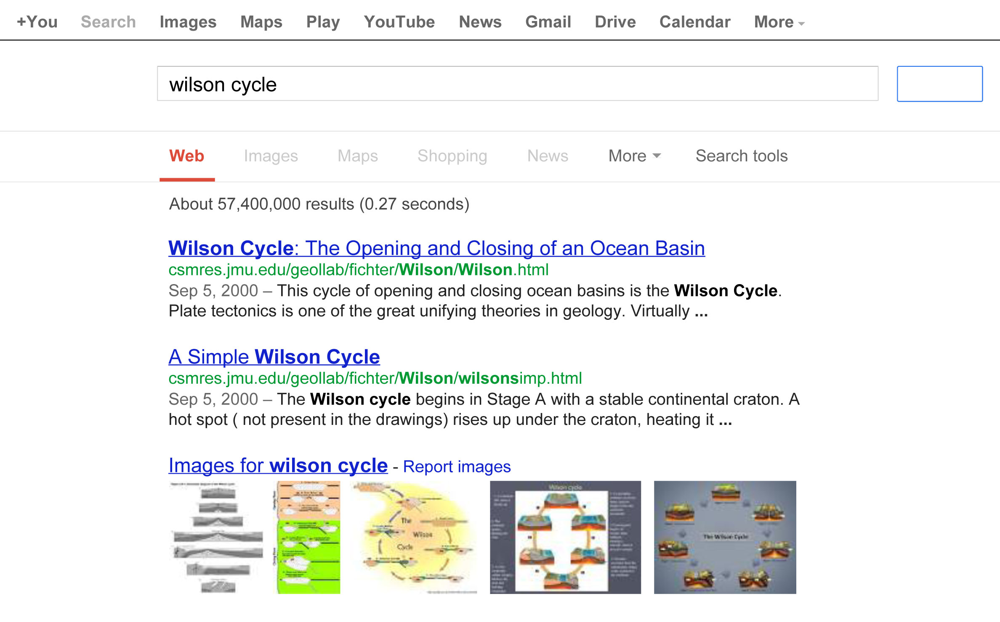 +You Search Images Maps Play YouTube News Gmail Drive Calendar More
wilson cycle
Web Images Maps Shopping News More Search tools
About 57,400,000 results (0.27 seconds)
Wilson Cycle: The Opening and Closing of an Ocean Basin
csmres.jmu.edu/geollab/fichter/Wilson/Wilson.html
Sep 5, 2000 – This cycle of opening and closing ocean basins is the Wilson Cycle.
Plate tectonics is one of the great unifying theories in geology. Virtually ...
A Simple Wilson Cycle
csmres.jmu.edu/geollab/fichter/Wilson/wilsonsimp.html
Sep 5, 2000 – The Wilson cycle begins in Stage A with a stable continental craton. A
hot spot ( not present in the drawings) rises up under the craton, heating it ...
Images for wilson cycle - Report images
The
Wilson
Cycle
Wilson cycle
The Wilson Cycle